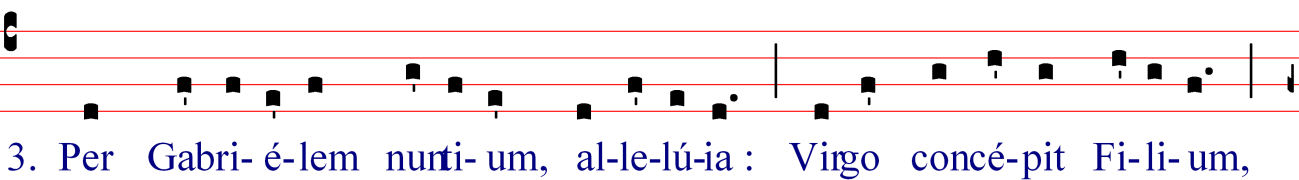 3. Per Gabri- é-lem nunti- um, al-le-lú-ia : Virgo concé-pit Fi-li- um,